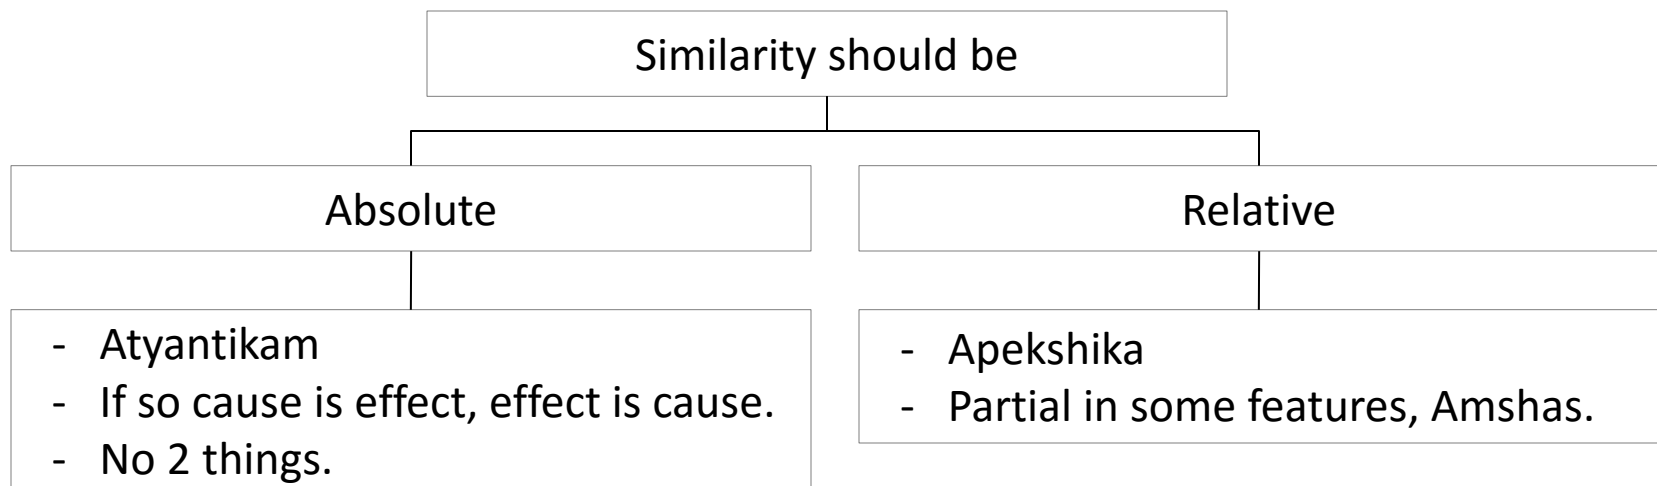 Similarity should be
Absolute
Relative
- Atyantikam
- If so cause is effect, effect is cause.
- No 2 things.
- Apekshika
- Partial in some features, Amshas.